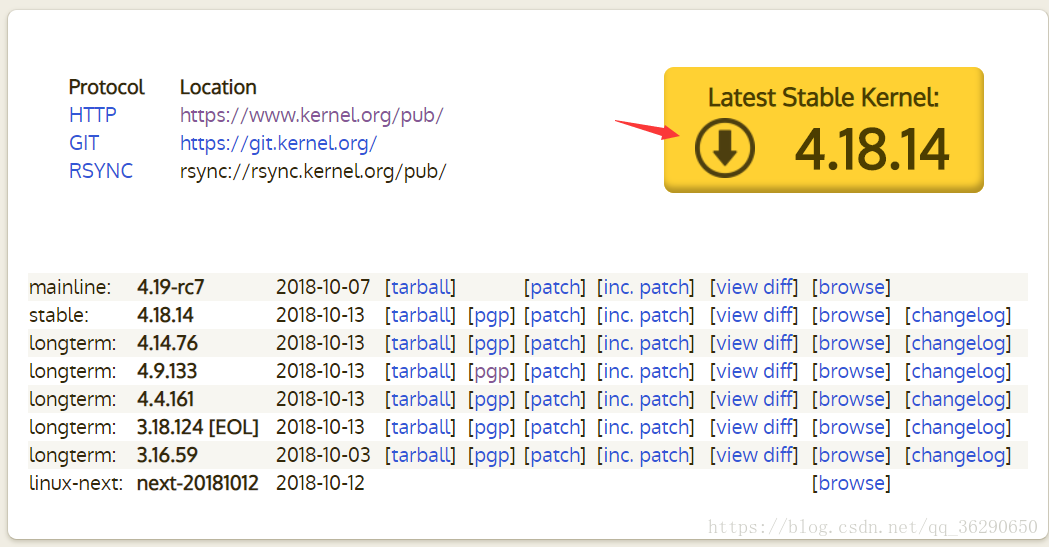 Protocol Location
HTTP https://www.kernel.org/pub/
GIT https://git.kernel.org/
RSYNC rsync://rsync.kernel.org/pub/
Latest Stable Kernel:
4.18.14
mainline: 4.19-rc7 2018-10-07 [tarball] [patch] [inc. patch] [view diff] [browse]
stable: 4.18.14 2018-10-13 [tarball] [pgp] [patch] [inc. patch] [view diff] [browse] [changelog]
longterm: 4.14.76 2018-10-13 [tarball] [pgp] [patch] [inc. patch] [view diff] [browse] [changelog]
longterm: 4.9.133 2018-10-13 [tarball] [pgp] [patch] [inc. patch] [view diff] [browse] [changelog]
longterm: 4.4.161 2018-10-13 [tarball] [pgp] [patch] [inc. patch] [view diff] [browse] [changelog]
longterm: 3.18.124 [EOL] 2018-10-13 [tarball] [pgp] [patch] [inc. patch] [view diff] [browse] [changelog]
longterm: 3.16.59 2018-10-03 [tarball] [pgp] [patch] [inc. patch] [view diff] [browse] [changelog]
linux-next: next-20181012 2018-10-12 [browse]
https://blog.csdn.net/qq_36290650